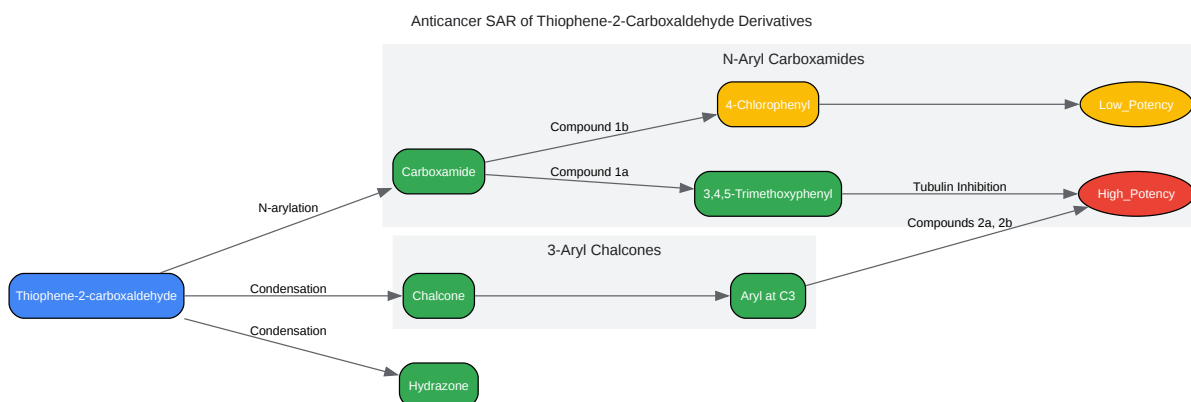 Anticancer SAR of Thiophene-2-Carboxaldehyde Derivatives
N-Aryl Carboxamides
4-Chlorophenyl
Low_Potency
Compound 1b
Carboxamide
Compound 1a
3,4,5-Trimethoxyphenyl
Tubulin Inhibition
High_Potency
N-arylation
Compounds 2a, 2b
3-Aryl Chalcones
Thiophene-2-carboxaldehyde
Condensation
Chalcone
Aryl at C3
Condensation
Hydrazone